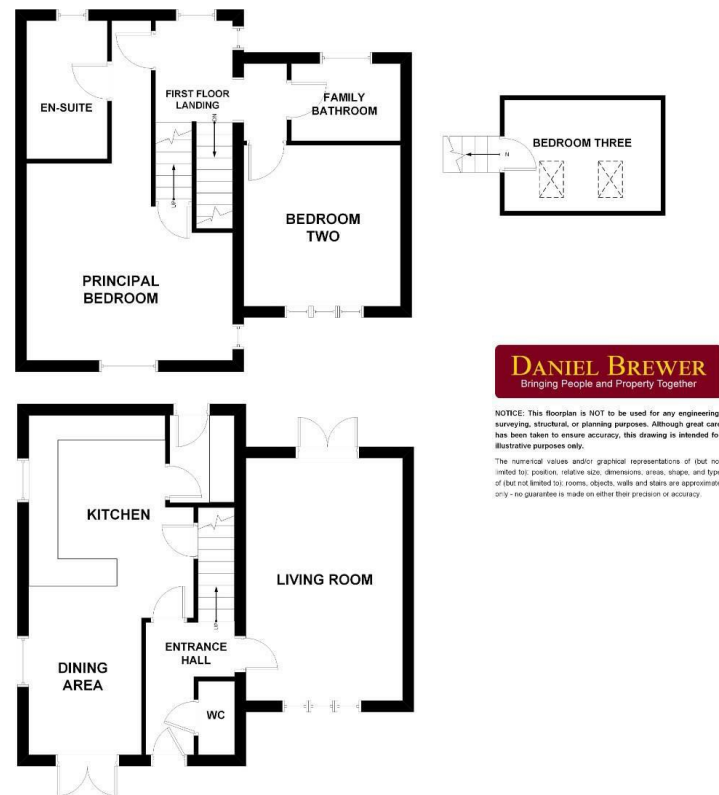 EN-SUITE
FIRST FLOOR
LANDING
DN
UP
FAMILY
BATHROOM
BEDROOM
TWO
PRINCIPAL
BEDROOM
BEDROOM THREE
DANIEL BREWER
Bringing People and Property Together
NOTICE: This floorplan is NOT to be used for any engineering,
surveying, structural, or planning purposes. Although great care
has been taken to ensure accuracy, this drawing is intended fo
illustrative purposes only.
The numerical values and/or graphical representations of (but no
limited to): position, relative size, dimensions, areas, shape, and type
of (but not limited to): rooms, objects, walls and stairs are approximate
only - no guarantee is made on either their precision or accuracy.
KITCHEN
LIVING ROOM
UP
ENTRANCE
HALL
DINING
AREA
WC